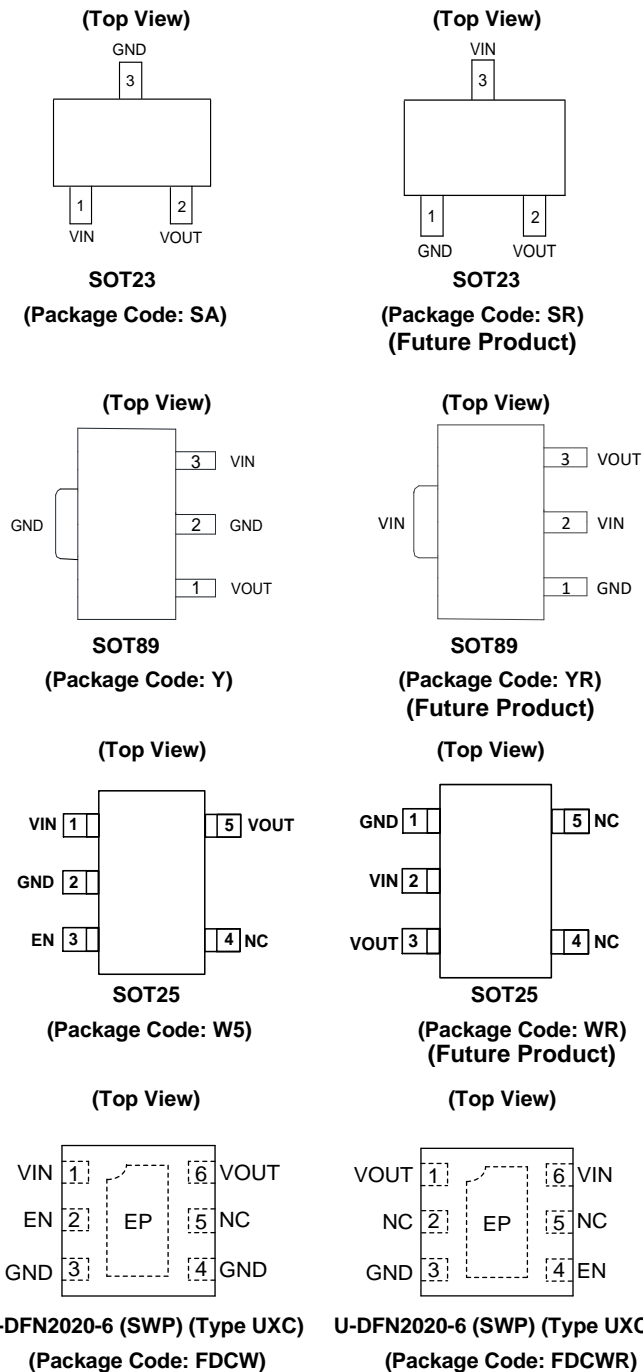 (Top View)
GND
3
1
2
VIN
VOUT
SOT23
(Package Code: SA)
(Top View)
VIN
3
1
2
GND
VOUT
SOT23
(Package Code: SR)
(Future Product)
(Top View)
3 VIN
GND
2 GND
1 VOUT
SOT89
(Package Code: Y)
(Top View)
3 VOUT
VIN
2 VIN
1 GND
SOT89
(Package Code: YR)
(Future Product)
(Top View)
VIN 1
5 VOUT
GND 2
EN 3
4 NC
SOT25
(Package Code: W5)
(Top View)
GND 1
5 NC
VIN 2
VOUT 3
4 NC
SOT25
(Package Code: WR)
(Future Product)
(Top View)
VIN 1
6 VOUT
EN 2
EP
5 NC
GND 3
4 GND
-DFN2020-6 (SWP) (Type UXC)
(Package Code: FDCW)
(Top View)
VOUT 1
6 VIN
NC 2
EP
5 NC
GND 3
4 EN
U-DFN2020-6 (SWP) (Type UXC
(Package Code: FDCWR)